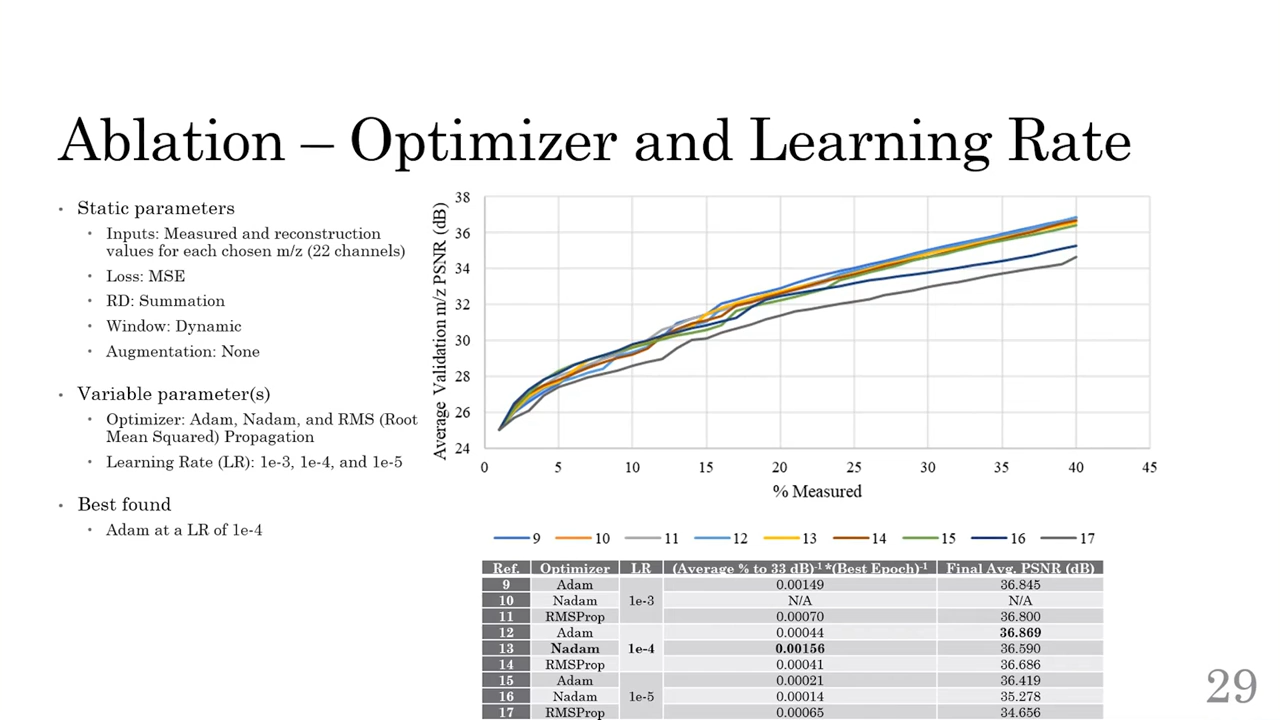 Ablation – Optimizer and Learning Rate
• Static parameters
• Inputs: Measured and reconstruction
values for each chosen m/z (22 channels)
• Loss: MSE
• RD: Summation
• Window: Dynamic
• Augmentation: None
• Variable parameter(s)
• Optimizer: Adam, Nadam, and RMS (Root
Mean Squared) Propagation
• Learning Rate (LR): 1e-3, 1e-4, and 1e-5
• Best found
• Adam at a LR of 1e-4
Average Validation m/z PSNR (dB)
38
36
34
32
30
28
26
24
0 5 10 15 20 25 30 35 40 45
% Measured
9 10 11 12 13 14 15 16 17
Ref. Optimizer LR (Average % to 33 dB)-1 *(Best Epoch)-1 Final Avg. PSNR (dB)
9 Adam 0.00149 36.845
10 Nadam 1e-3 N/A N/A
11 RMSProp 0.00070 36.800
12 Adam 0.00044 36.869
13 Nadam 1e-4 0.00156 36.590
14 RMSProp 0.00041 36.686
15 Adam 0.00021 36.419
16 Nadam 1e-5 0.00014 35.278
17 RMSProp 0.00065 34.656
29